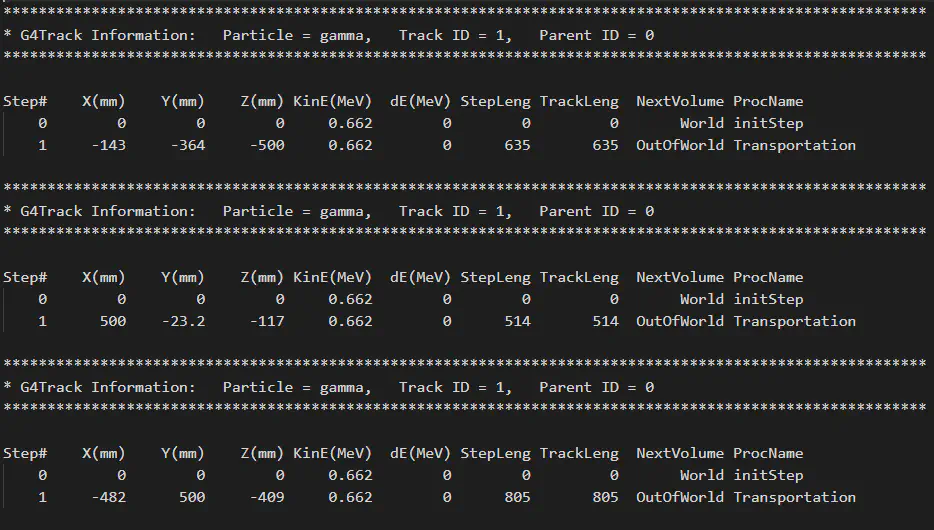 *********************************************************************************************************
* G4Track Information:   Particle = gamma,   Track ID = 1,   Parent ID = 0
*********************************************************************************************************
Step#    X(mm)    Y(mm)    Z(mm) KinE(MeV)  dE(MeV) StepLeng TrackLeng  NextVolume ProcName
    0        0        0        0     0.662        0        0         0       World initStep
    1     -143     -364     -500     0.662        0      635       635  OutOfWorld Transportation
*********************************************************************************************************
* G4Track Information:   Particle = gamma,   Track ID = 1,   Parent ID = 0
*********************************************************************************************************
Step#    X(mm)    Y(mm)    Z(mm) KinE(MeV)  dE(MeV) StepLeng TrackLeng  NextVolume ProcName
    0        0        0        0     0.662        0        0         0       World initStep
    1      500    -23.2     -117     0.662        0      514       514  OutOfWorld Transportation
*********************************************************************************************************
* G4Track Information:   Particle = gamma,   Track ID = 1,   Parent ID = 0
*********************************************************************************************************
Step#    X(mm)    Y(mm)    Z(mm) KinE(MeV)  dE(MeV) StepLeng TrackLeng  NextVolume ProcName
    0        0        0        0     0.662        0        0         0       World initStep
    1     -482      500     -409     0.662        0      805       805  OutOfWorld Transportation